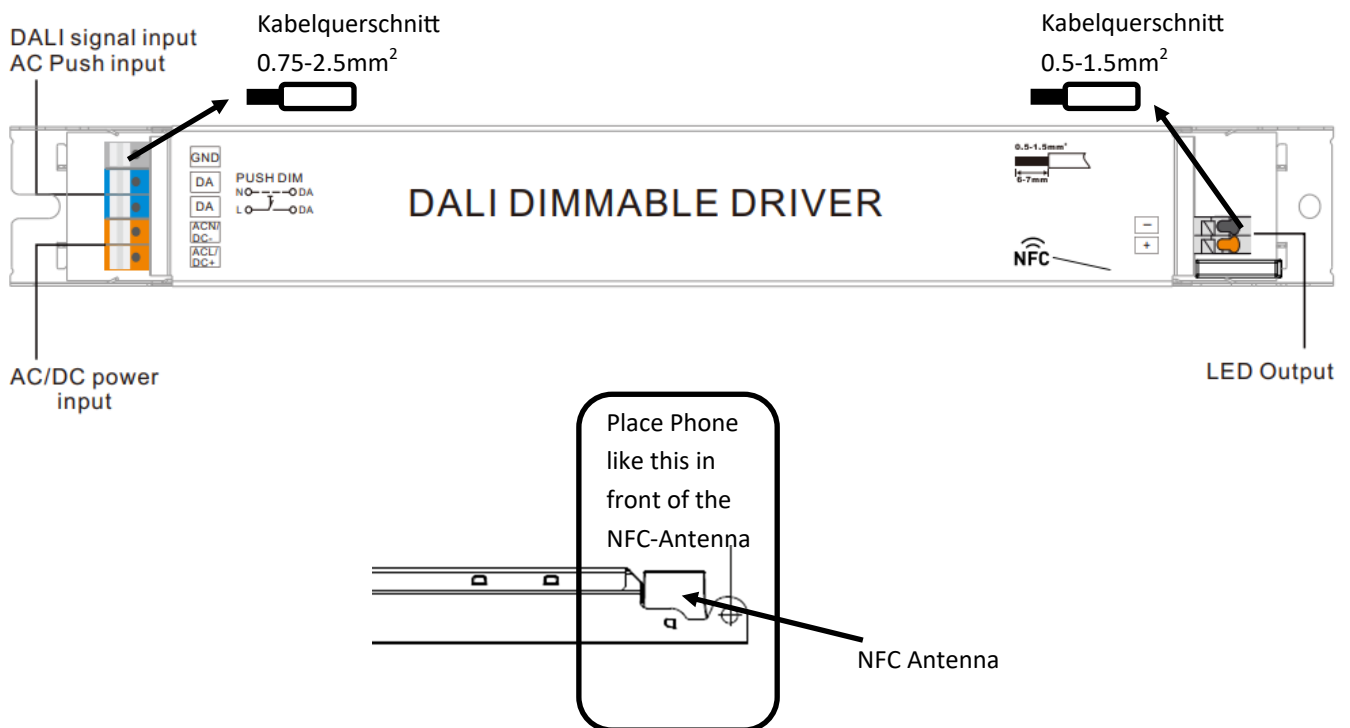 DALI signal input
AC Push input
Kabelquerschnitt
0.75-2.5mm²
Kabelquerschnitt
0.5-1.5mm²
GND
DA
DA
ACN/
DC-
ACL/
DC+
PUSH DIM
N DA
L DA
DALI DIMMABLE DRIVER
0.5-1.5mm²
6-7mm
NFC
−
+
AC/DC power
input
LED Output
Place Phone
like this in
front of the
NFC-Antenna
NFC Antenna